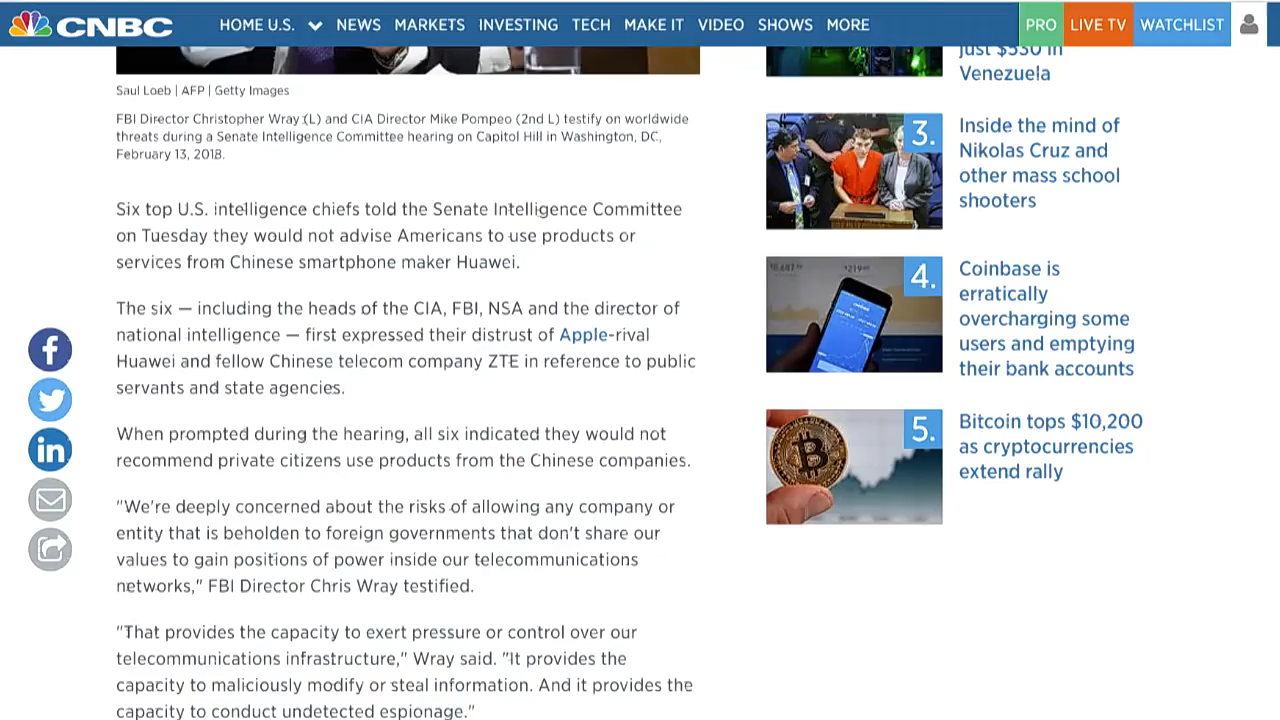 CNBC
HOME U.S. NEWS MARKETS INVESTING TECH MAKE IT VIDEO SHOWS MORE
PRO LIVE TV WATCHLIST
Saul Loeb | AFP | Getty Images
FBI Director Christopher Wray (L) and CIA Director Mike Pompeo (2nd L) testify on worldwide
threats during a Senate Intelligence Committee hearing on Capitol Hill in Washington, DC,
February 13, 2018.
Six top U.S. intelligence chiefs told the Senate Intelligence Committee
on Tuesday they would not advise Americans to use products or
services from Chinese smartphone maker Huawei.
The six — including the heads of the CIA, FBI, NSA and the director of
national intelligence — first expressed their distrust of Apple-rival
Huawei and fellow Chinese telecom company ZTE in reference to public
servants and state agencies.
When prompted during the hearing, all six indicated they would not
recommend private citizens use products from the Chinese companies.
"We're deeply concerned about the risks of allowing any company or
entity that is beholden to foreign governments that don't share our
values to gain positions of power inside our telecommunications
networks," FBI Director Chris Wray testified.
"That provides the capacity to exert pressure or control over our
telecommunications infrastructure," Wray said. "It provides the
capacity to maliciously modify or steal information. And it provides the
capacity to conduct undetected espionage."
just $530 in
Venezuela
3.
Inside the mind of
Nikolas Cruz and
other mass school
shooters
4.
Coinbase is
erratically
overcharging some
users and emptying
their bank accounts
5.
Bitcoin tops $10,200
as cryptocurrencies
extend rally